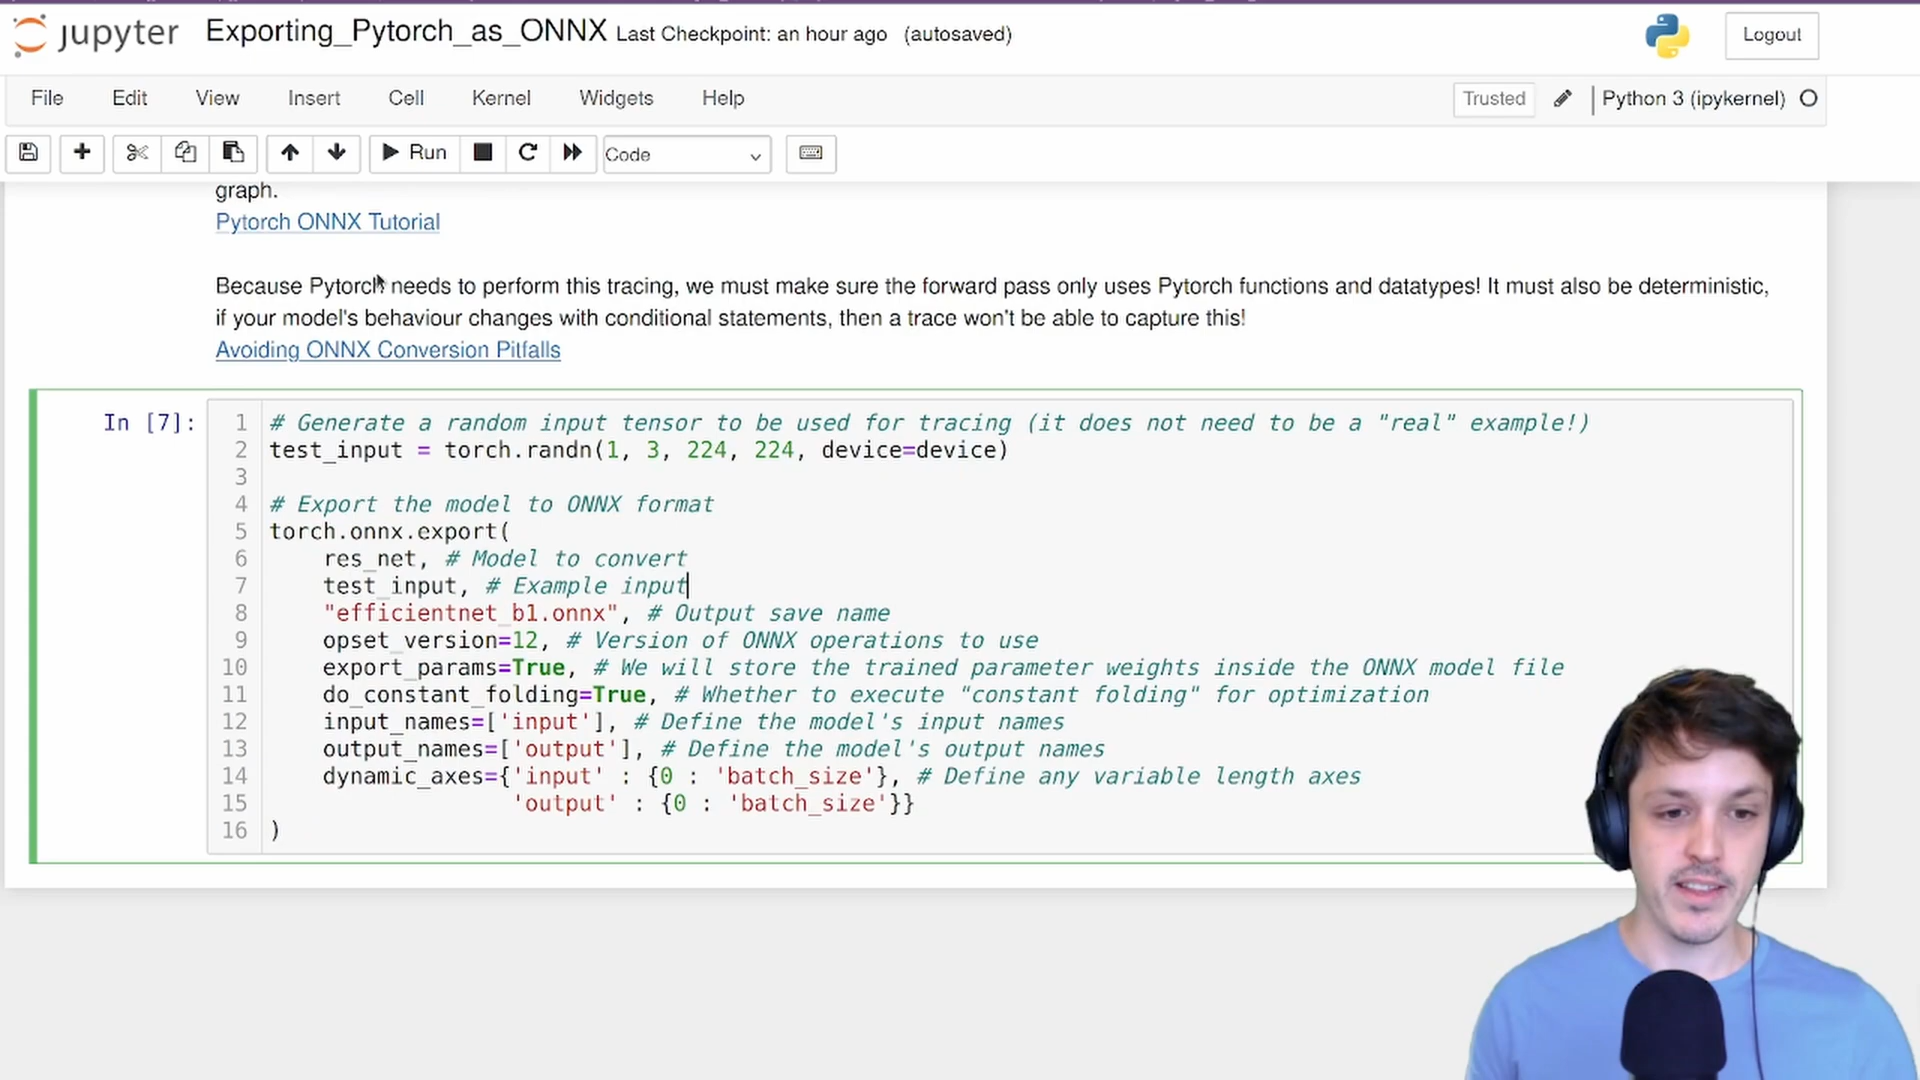 jupyter Exporting_Pytorch_as_ONNX Last Checkpoint: an hour ago (autosaved) Logout
File Edit View Insert Cell Kernel Widgets Help Trusted Python 3 (ipykernel)
Run Code
graph.
Pytorch ONNX Tutorial
Because Pytorch needs to perform this tracing, we must make sure the forward pass only uses Pytorch functions and datatypes! It must also be deterministic,
if your model's behaviour changes with conditional statements, then a trace won't be able to capture this!
Avoiding ONNX Conversion Pitfalls
In [7]: 1 # Generate a random input tensor to be used for tracing (it does not need to be a "real" example!)
2 test_input = torch.randn(1, 3, 224, 224, device=device)
3
4 # Export the model to ONNX format
5 torch.onnx.export(
6 res_net, # Model to convert
7 test_input, # Example input
8 "efficientnet_b1.onnx", # Output save name
9 opset_version=12, # Version of ONNX operations to use
10 export_params=True, # We will store the trained parameter weights inside the ONNX model file
11 do_constant_folding=True, # Whether to execute "constant folding" for optimization
12 input_names=['input'], # Define the model's input names
13 output_names=['output'], # Define the model's output names
14 dynamic_axes={'input' : {0 : 'batch_size'}, # Define any variable length axes
15 'output' : {0 : 'batch_size'}}
16 )